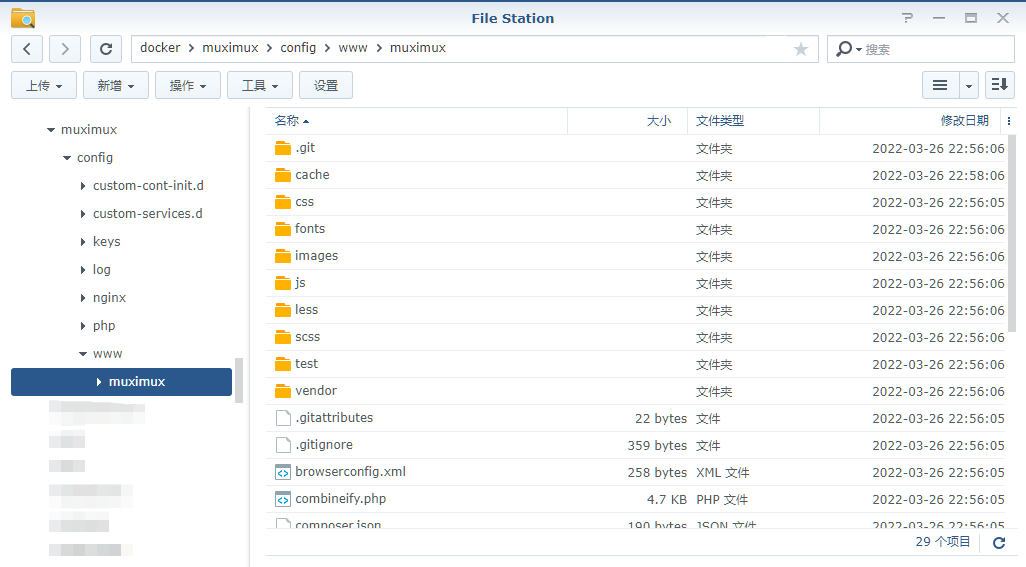 File Station
docker > muximux > config > www > muximux
搜索
上传 新增 操作 工具 设置
muximux
config
custom-cont-init.d
custom-services.d
keys
log
nginx
php
www
muximux
名称 大小 文件类型 修改日期
.git 文件夹 2022-03-26 22:56:06
cache 文件夹 2022-03-26 22:58:06
css 文件夹 2022-03-26 22:56:05
fonts 文件夹 2022-03-26 22:56:06
images 文件夹 2022-03-26 22:56:06
js 文件夹 2022-03-26 22:56:06
less 文件夹 2022-03-26 22:56:06
scss 文件夹 2022-03-26 22:56:06
test 文件夹 2022-03-26 22:56:06
vendor 文件夹 2022-03-26 22:56:06
.gitattributes 22 bytes 文件 2022-03-26 22:56:05
.gitignore 359 bytes 文件 2022-03-26 22:56:05
browserconfig.xml 258 bytes XML 文件 2022-03-26 22:56:05
combineify.php 4.7 KB PHP 文件 2022-03-26 22:56:05
composer.json 190 bytes JSON 文件 2022-03-26 22:56:05
29 个项目